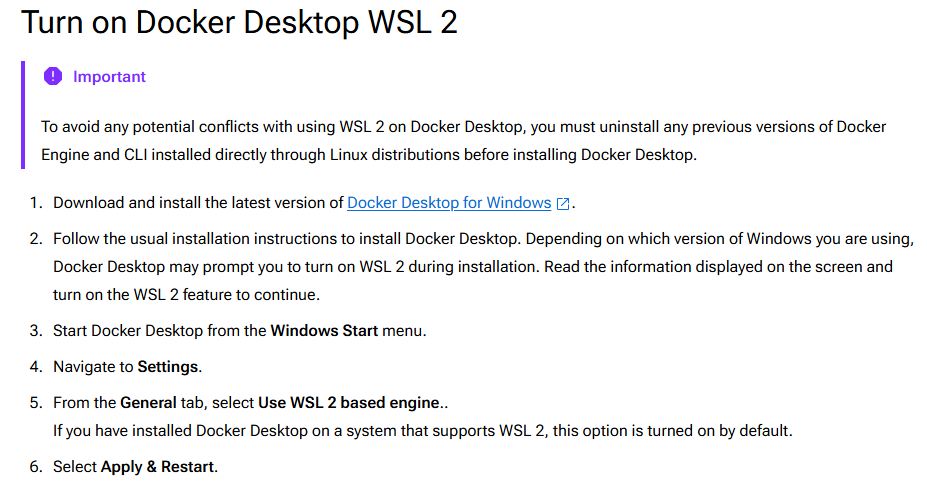 Turn on Docker Desktop WSL 2
Important
To avoid any potential conflicts with using WSL 2 on Docker Desktop, you must uninstall any previous versions of Docker
Engine and CLI installed directly through Linux distributions before installing Docker Desktop.
1. Download and install the latest version of Docker Desktop for Windows.
2. Follow the usual installation instructions to install Docker Desktop. Depending on which version of Windows you are using,
Docker Desktop may prompt you to turn on WSL 2 during installation. Read the information displayed on the screen and
turn on the WSL 2 feature to continue.
3. Start Docker Desktop from the Windows Start menu.
4. Navigate to Settings.
5. From the General tab, select Use WSL 2 based engine..
If you have installed Docker Desktop on a system that supports WSL 2, this option is turned on by default.
6. Select Apply & Restart.